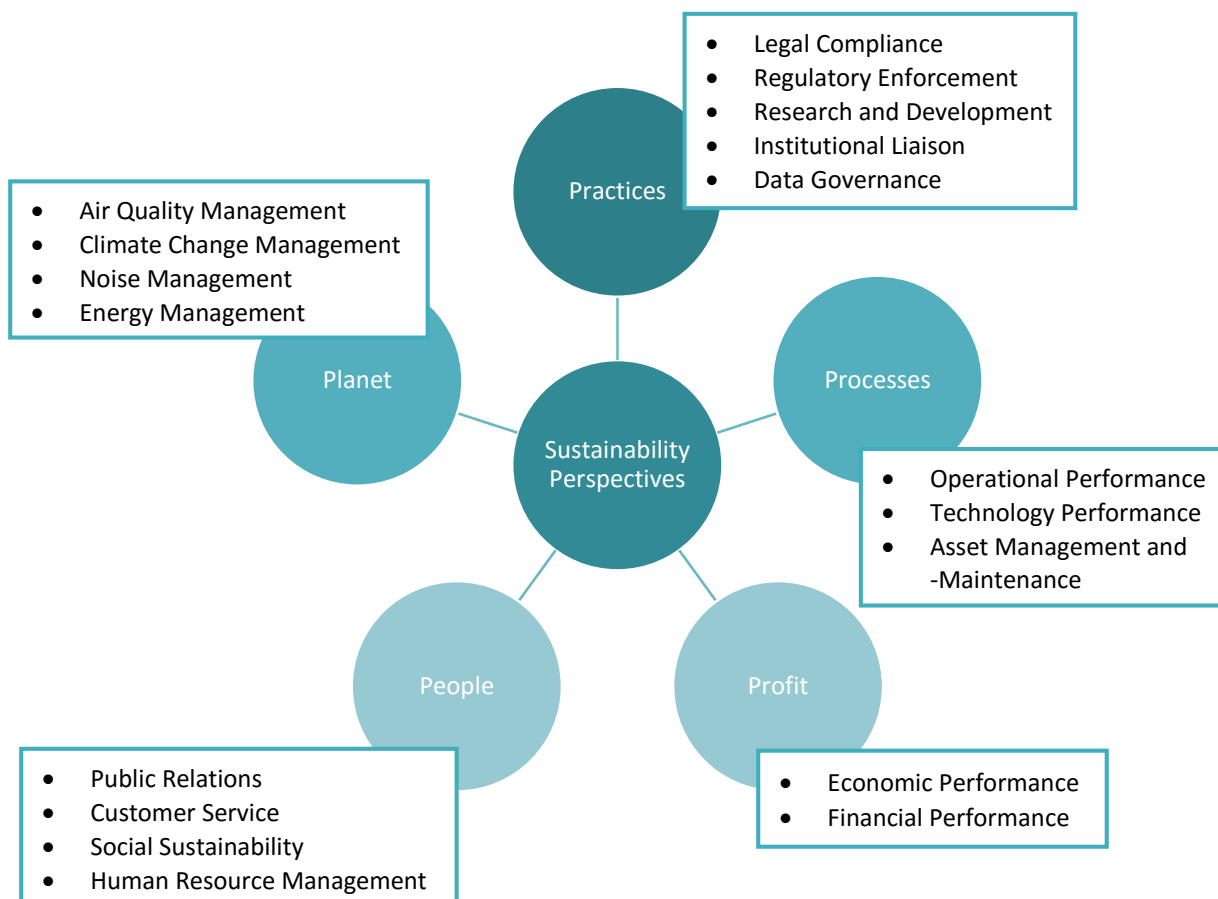 • Legal Compliance
• Regulatory Enforcement
• Research and Development
• Institutional Liaison
• Data Governance
Practices
• Air Quality Management
• Climate Change Management
• Noise Management
• Energy Management
Planet
Processes
Sustainability
Perspectives
• Operational Performance
• Technology Performance
• Asset Management and
-Maintenance
People
Profit
• Public Relations
• Customer Service
• Social Sustainability
• Human Resource Management
• Economic Performance
• Financial Performance